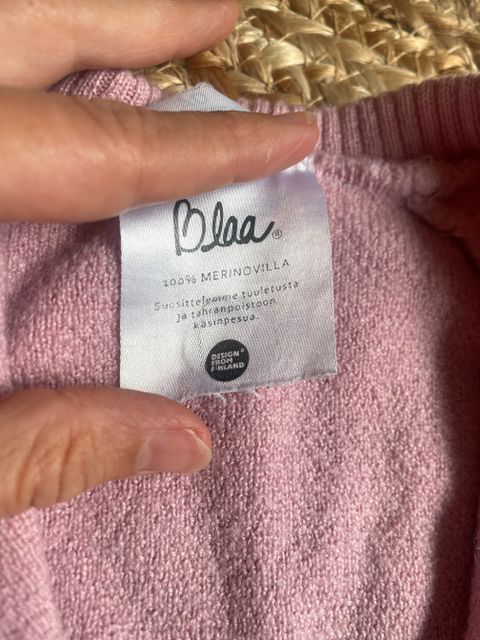 Blaa®
100% MERINOVILLA
Suosittelemme tuuletusta
ja tahranpoistoon
käsinpesua.
DESIGN
FROM
FINLAND